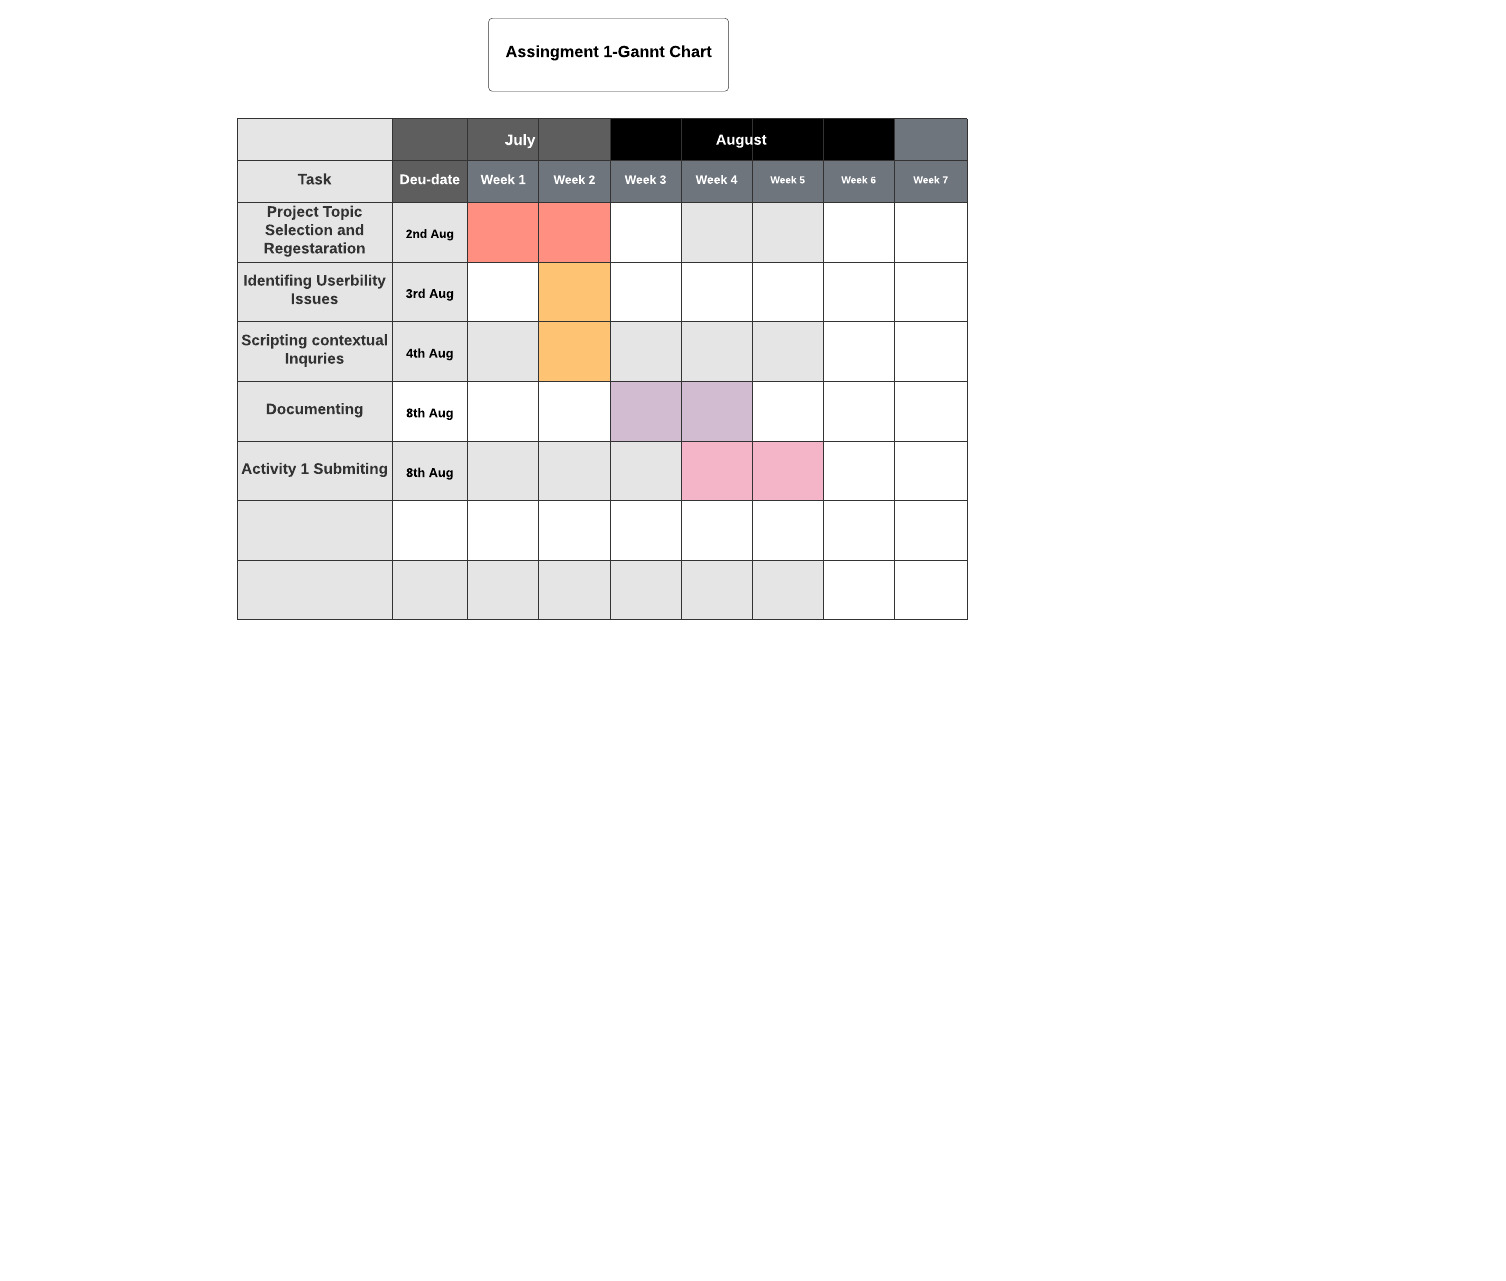 Assingment 1-Gannt Chart
July August
Task Deu-date Week 1 Week 2 Week 3 Week 4 Week 5 Week 6 Week 7
Project Topic
Selection and
Regestaration
2nd Aug
Identifing Userbility
Issues
3rd Aug
Scripting contextual
Inquries
4th Aug
Documenting 8th Aug
Activity 1 Submiting 8th Aug